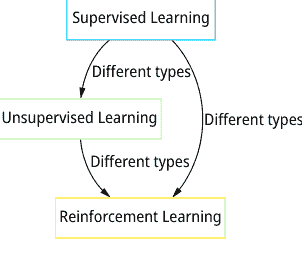 Supervised Learning
Different types
Unsupervised Learning
Different types
Different types
Reinforcement Learning